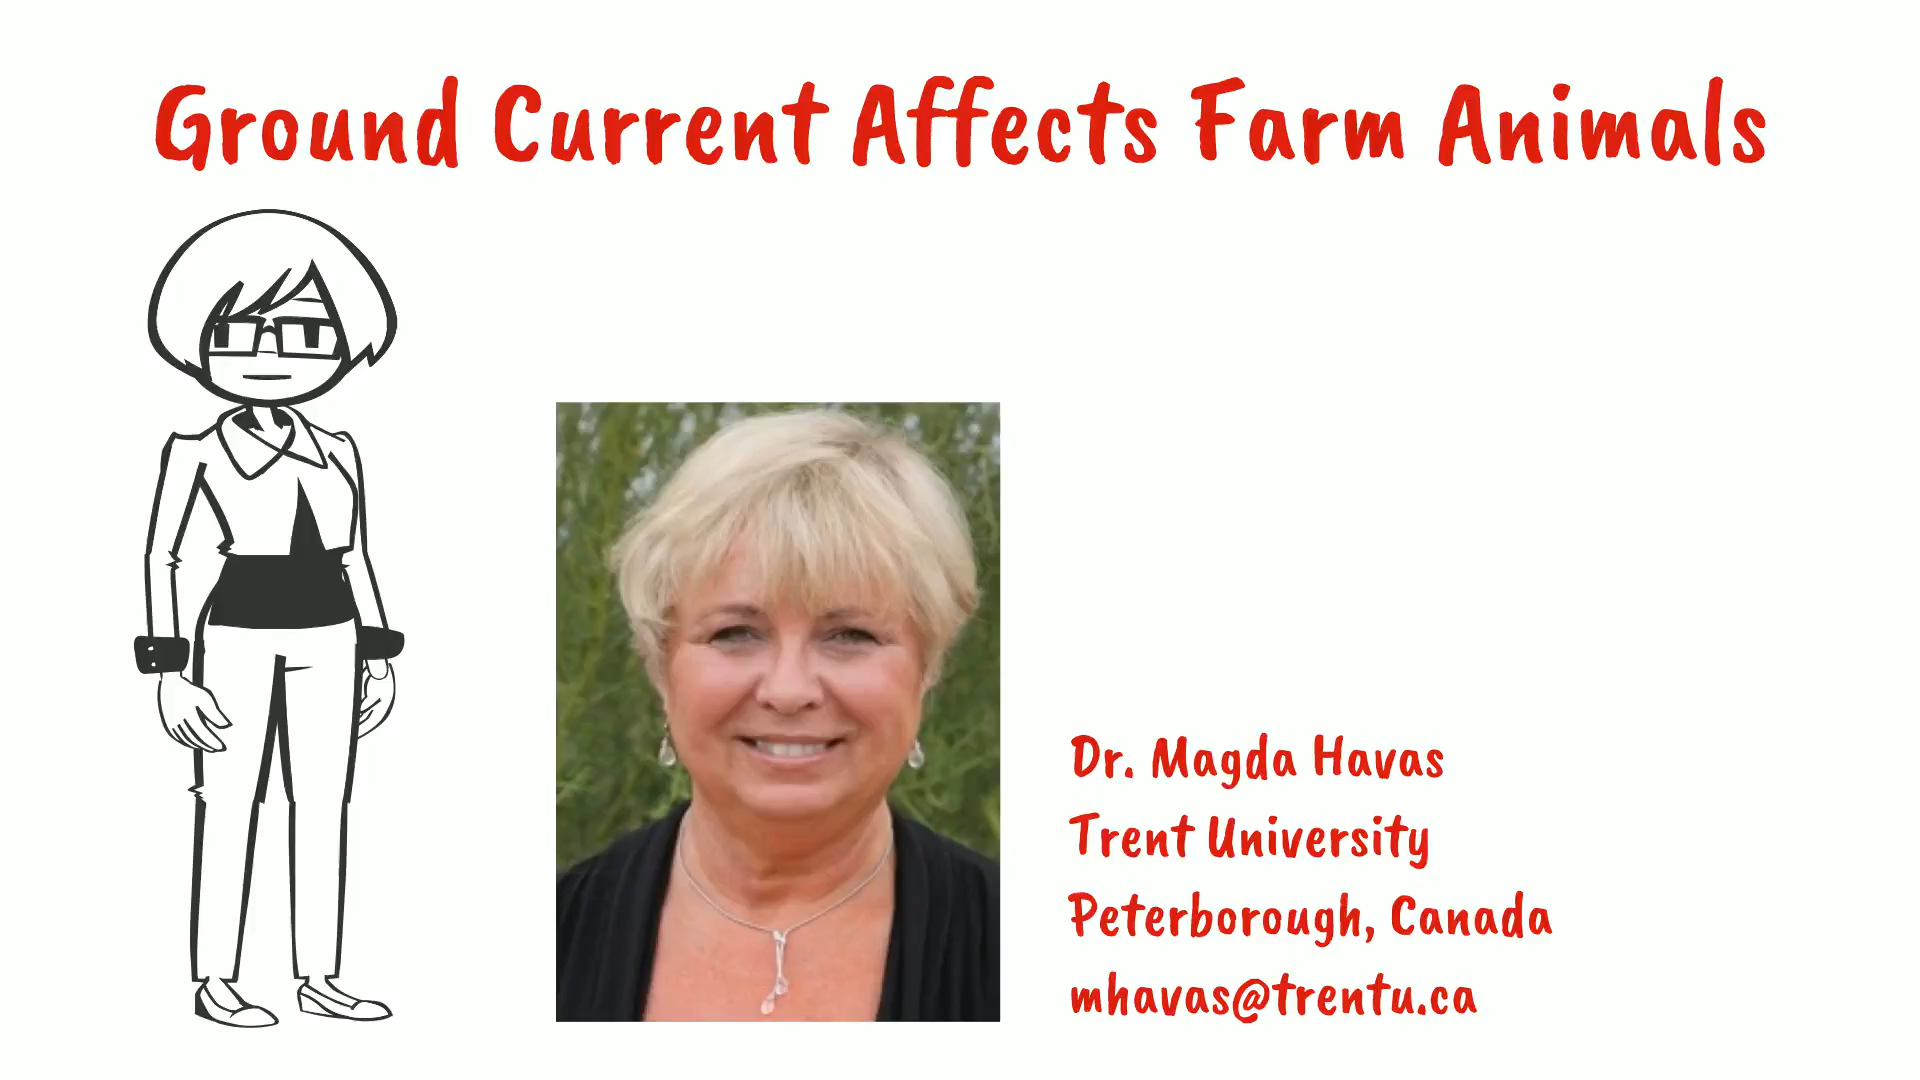 Ground Current Affects Farm Animals
Dr. Magda Havas
Trent University
Peterborough, Canada
mhavas@trentu.ca